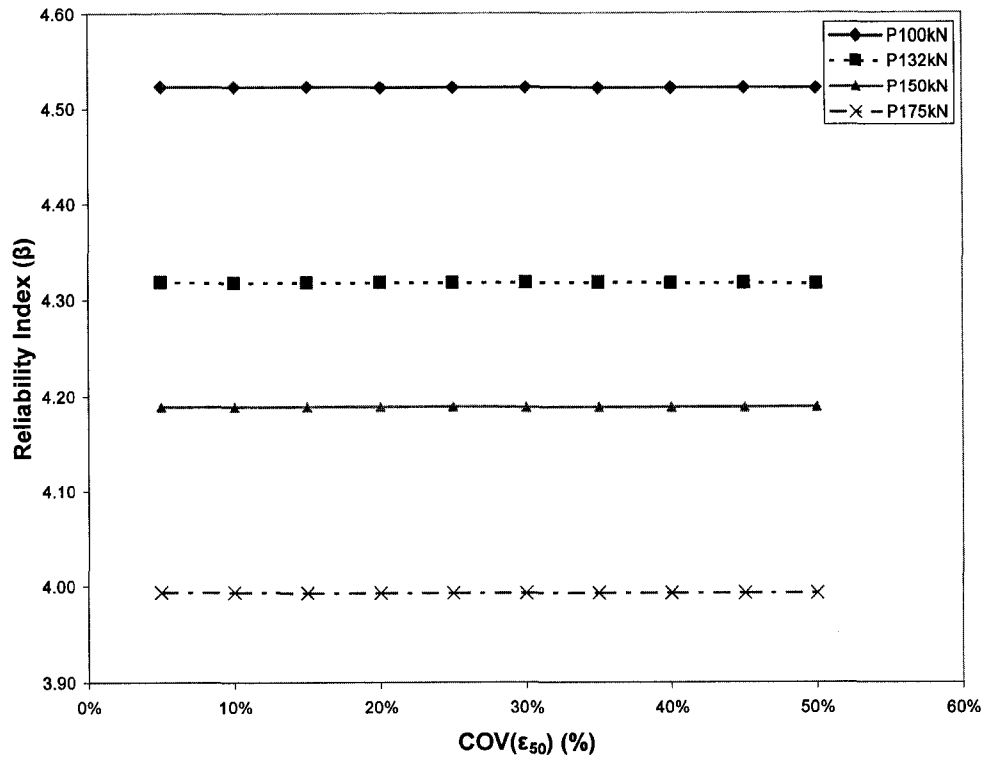 4.60
4.50
4.40
4.30
4.20
4.10
4.00
3.90
Reliability Index (β)
P100kN
P132kN
P150kN
P175kN
0%
10%
20%
30%
40%
50%
60%
COV(ε50) (%)